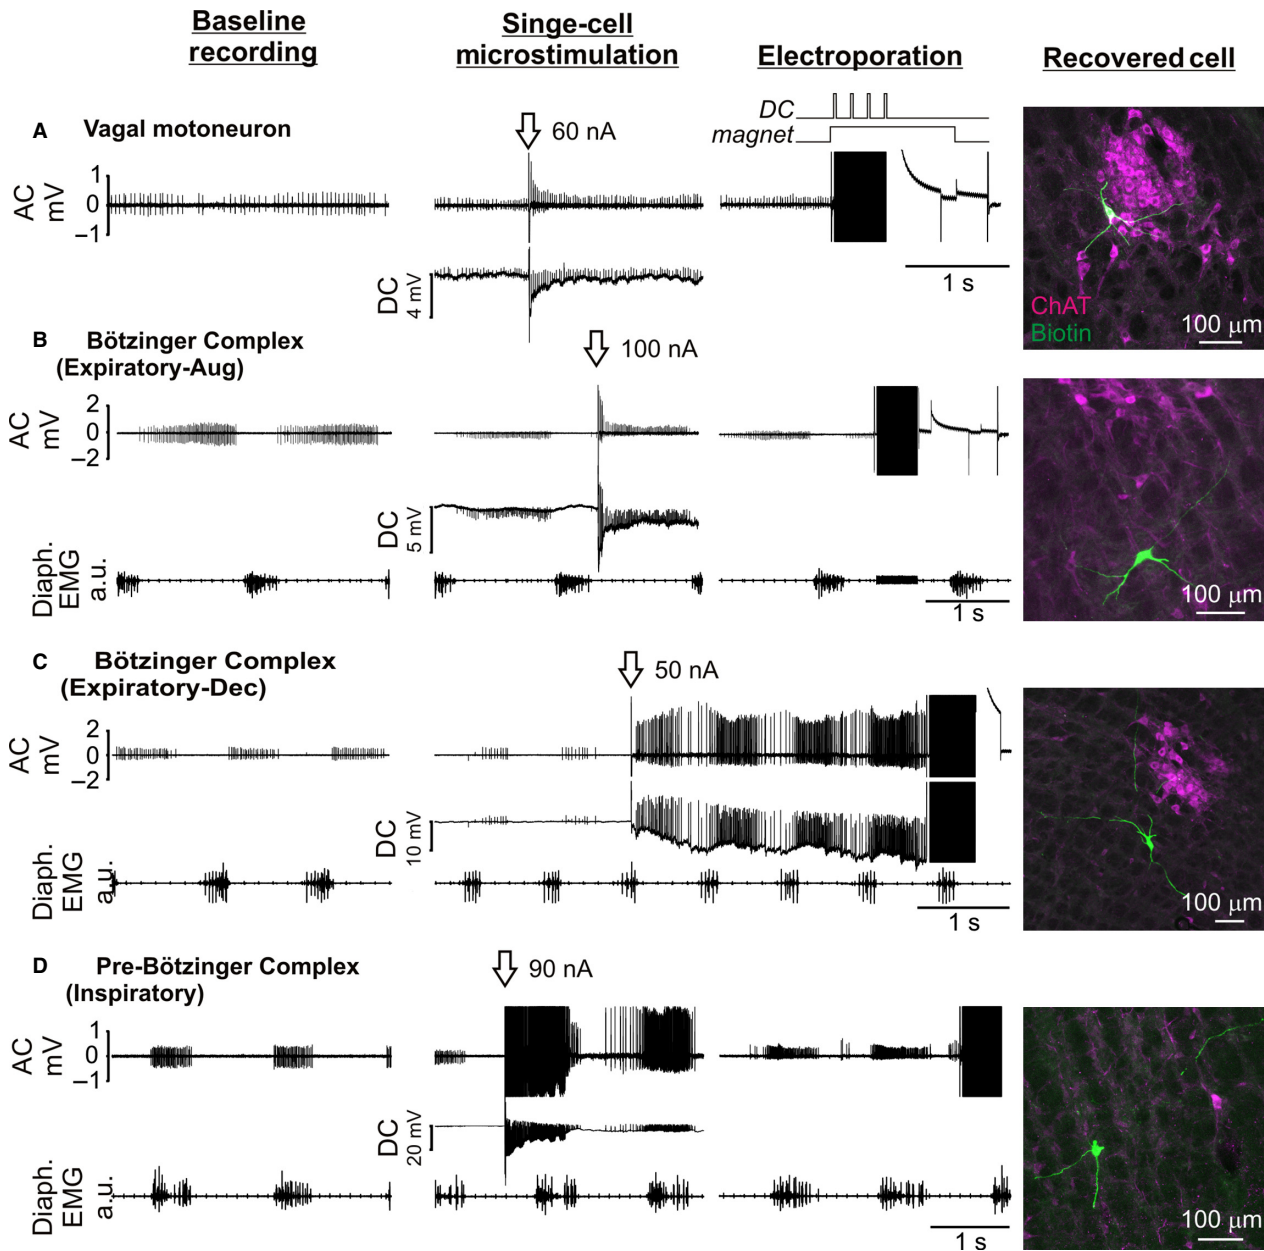 Baseline
recording
Singe-cell
microstimulation
Electroporation
Recovered cell
A Vagal motoneuron
60 nA
DC
magnet
AC
mV
1
0
–1
DC
4 mV
1 s
ChAT
Biotin
100 µm
B Bötzinger Complex
(Expiratory-Aug)
100 nA
AC
mV
2
0
–2
DC
5 mV
Diaph.
EMG
a.u.
1 s
100 µm
C Bötzinger Complex
(Expiratory-Dec)
50 nA
AC
mV
2
0
–2
DC
10 mV
Diaph.
EMG
a.u.
1 s
100 µm
D Pre-Bötzinger Complex
(Inspiratory)
90 nA
AC
mV
1
0
–1
DC
20 mV
Diaph.
EMG
a.u.
1 s
100 µm